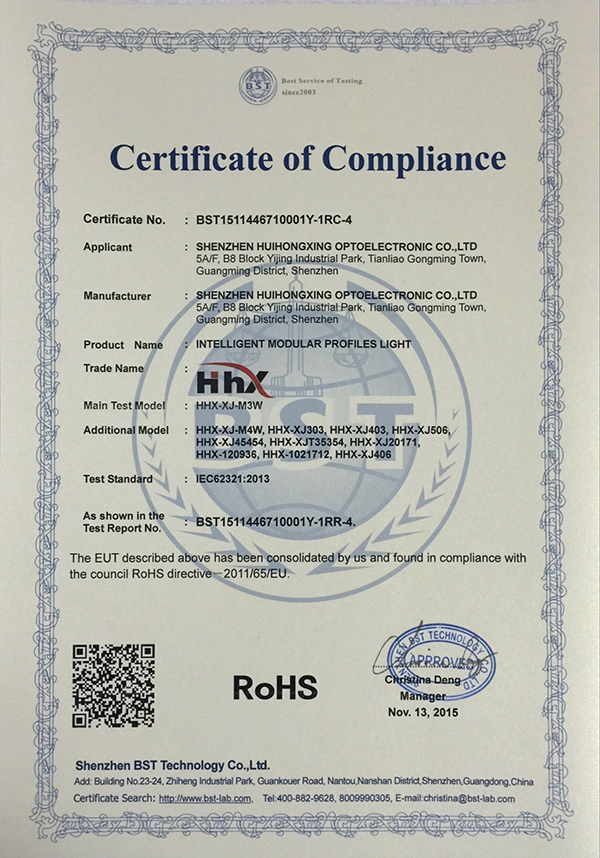 BST
Best Service of Testing
since2003
Certificate of Compliance
Certificate No. : BST1511446710001Y-1RC-4
Applicant : SHENZHEN HUIHONGXING OPTOELECTRONIC CO.,LTD
5A/F, B8 Block Yijing Industrial Park, Tianliao Gongming Town,
Guangming District, Shenzhen
Manufacturer : SHENZHEN HUIHONGXING OPTOELECTRONIC CO.,LTD
5A/F, B8 Block Yijing Industrial Park, Tianliao Gongming Town,
Guangming District, Shenzhen
Product Name : INTELLIGENT MODULAR PROFILES LIGHT
Trade Name : HhX
Main Test Model : HHX-XJ-M3W
Additional Model : HHX-XJ-M4W, HHX-XJ303, HHX-XJ403, HHX-XJ506,
HHX-XJ45454, HHX-XJT35354, HHX-XJ20171,
HHX-120936, HHX-1021712, HHX-XJ406
BST
Test Standard : IEC62321:2013
As shown in the
Test Report No. : BST1511446710001Y-1RR-4.
The EUT described above has been consolidated by us and found in compliance with
the council RoHS directive—2011/65/EU.
RoHS
SHENZHEN BST TECHNOLOGY CO., LTD
APPROVED
Christina Deng
Manager
Nov. 13, 2015
Shenzhen BST Technology Co.,Ltd.
Add: Building No.23-24, Zhiheng Industrial Park, Guankouer Road, Nantou,Nanshan District,Shenzhen,Guangdong,China
Certificate Search: http://www.bst-lab.com, Tel:400-882-9628, 8009990305, E-mail:christina@bst-lab.com